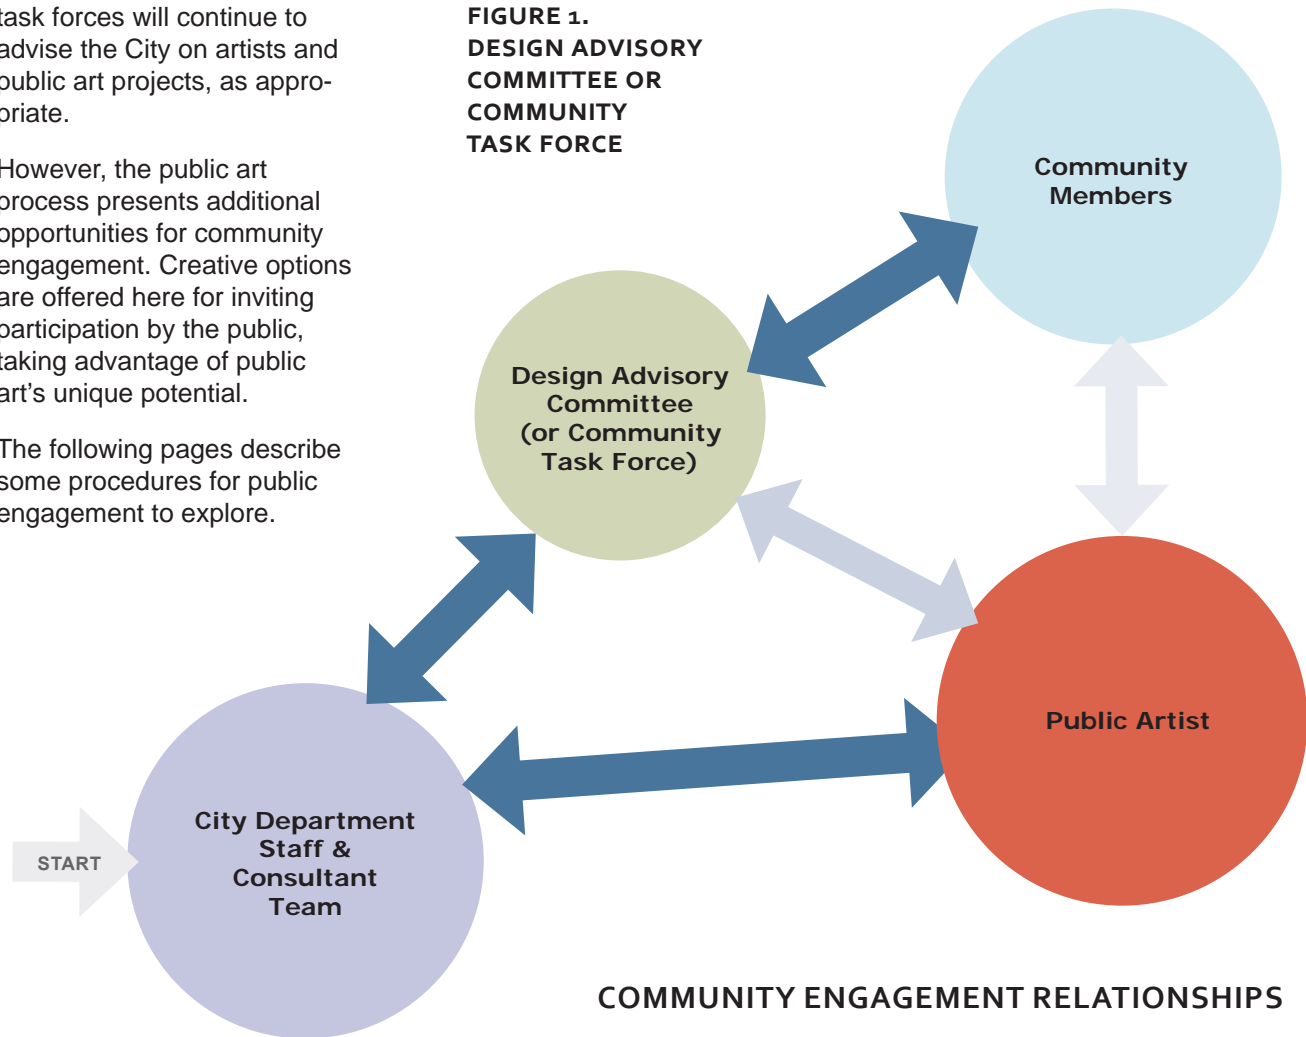 task forces will continue to
advise the City on artists and
public art projects, as appro-
priate.
However, the public art
process presents additional
opportunities for community
engagement. Creative options
are offered here for inviting
participation by the public,
taking advantage of public
art's unique potential.
The following pages describe
some procedures for public
engagement to explore.
FIGURE 1.
DESIGN ADVISORY
COMMITTEE OR
COMMUNITY
TASK FORCE
Community
Members
Design Advisory
Committee
(or Community
Task Force)
Public Artist
START
City Department
Staff &
Consultant
Team
COMMUNITY ENGAGEMENT RELATIONSHIPS